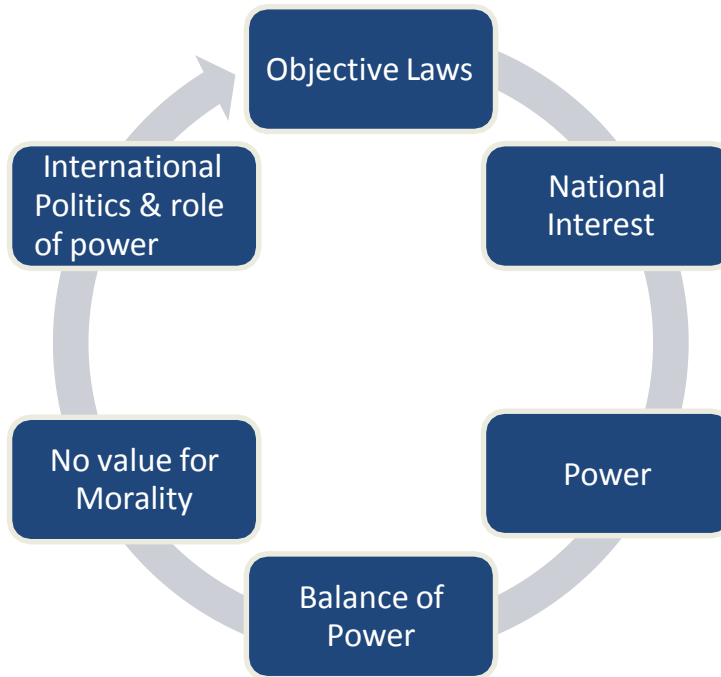 Objective Laws
National
Interest
Power
Balance of
Power
No value for
Morality
International
Politics & role
of power